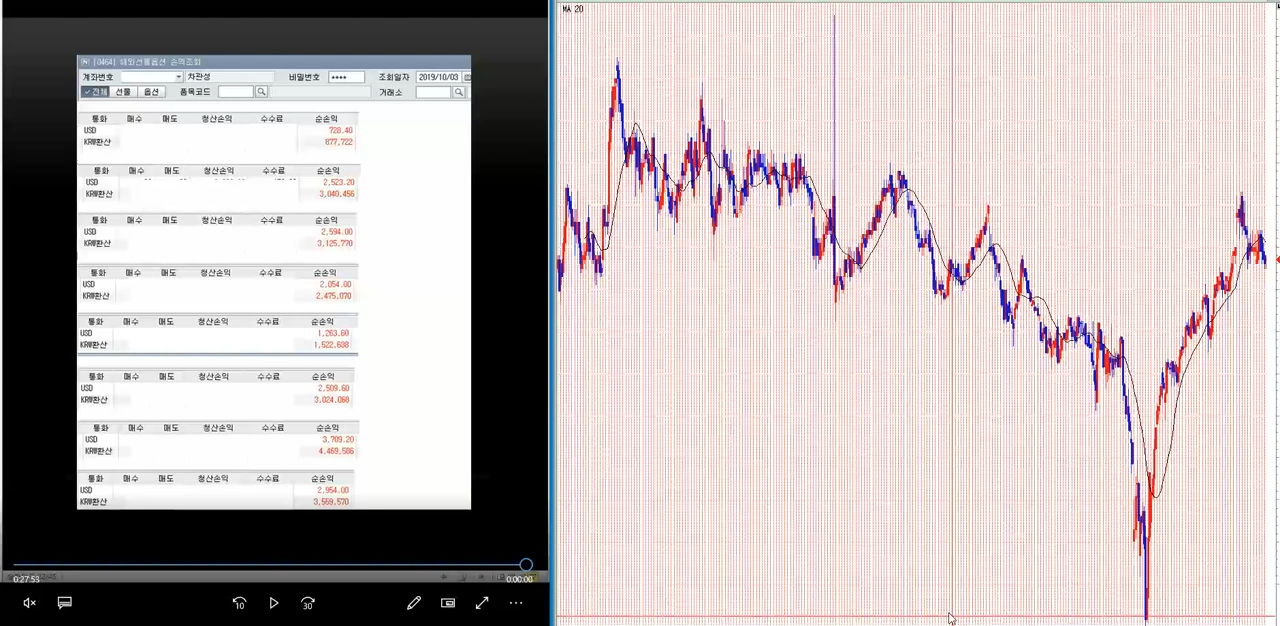 [0464] 해외선물옵션 손익조회
계좌번호 차관성 비밀번호 **** 조회일자 2019/10/03
전체 선물 옵션 품목코드 거래소
통화 매수 매도 청산손익 수수료 순손익
USD 728.40
KRW환산 877,722
통화 매수 매도 청산손익 수수료 순손익
USD 2,523.20
KRW환산 3,040,456
통화 매수 매도 청산손익 수수료 순손익
USD 2,594.00
KRW환산 3,125,770
통화 매수 매도 청산손익 수수료 순손익
USD 2,054.00
KRW환산 2,475,070
통화 매수 매도 청산손익 수수료 순손익
USD 1,263.60
KRW환산 1,522,638
통화 매수 매도 청산손익 수수료 순손익
USD 2,509.60
KRW환산 3,024,068
통화 매수 매도 청산손익 수수료 순손익
USD 3,709.20
KRW환산 4,469,586
통화 매수 매도 청산손익 수수료 순손익
USD 2,954.00
KRW환산 3,559,570
0:27:53 0:00:00
10 30
MA 20